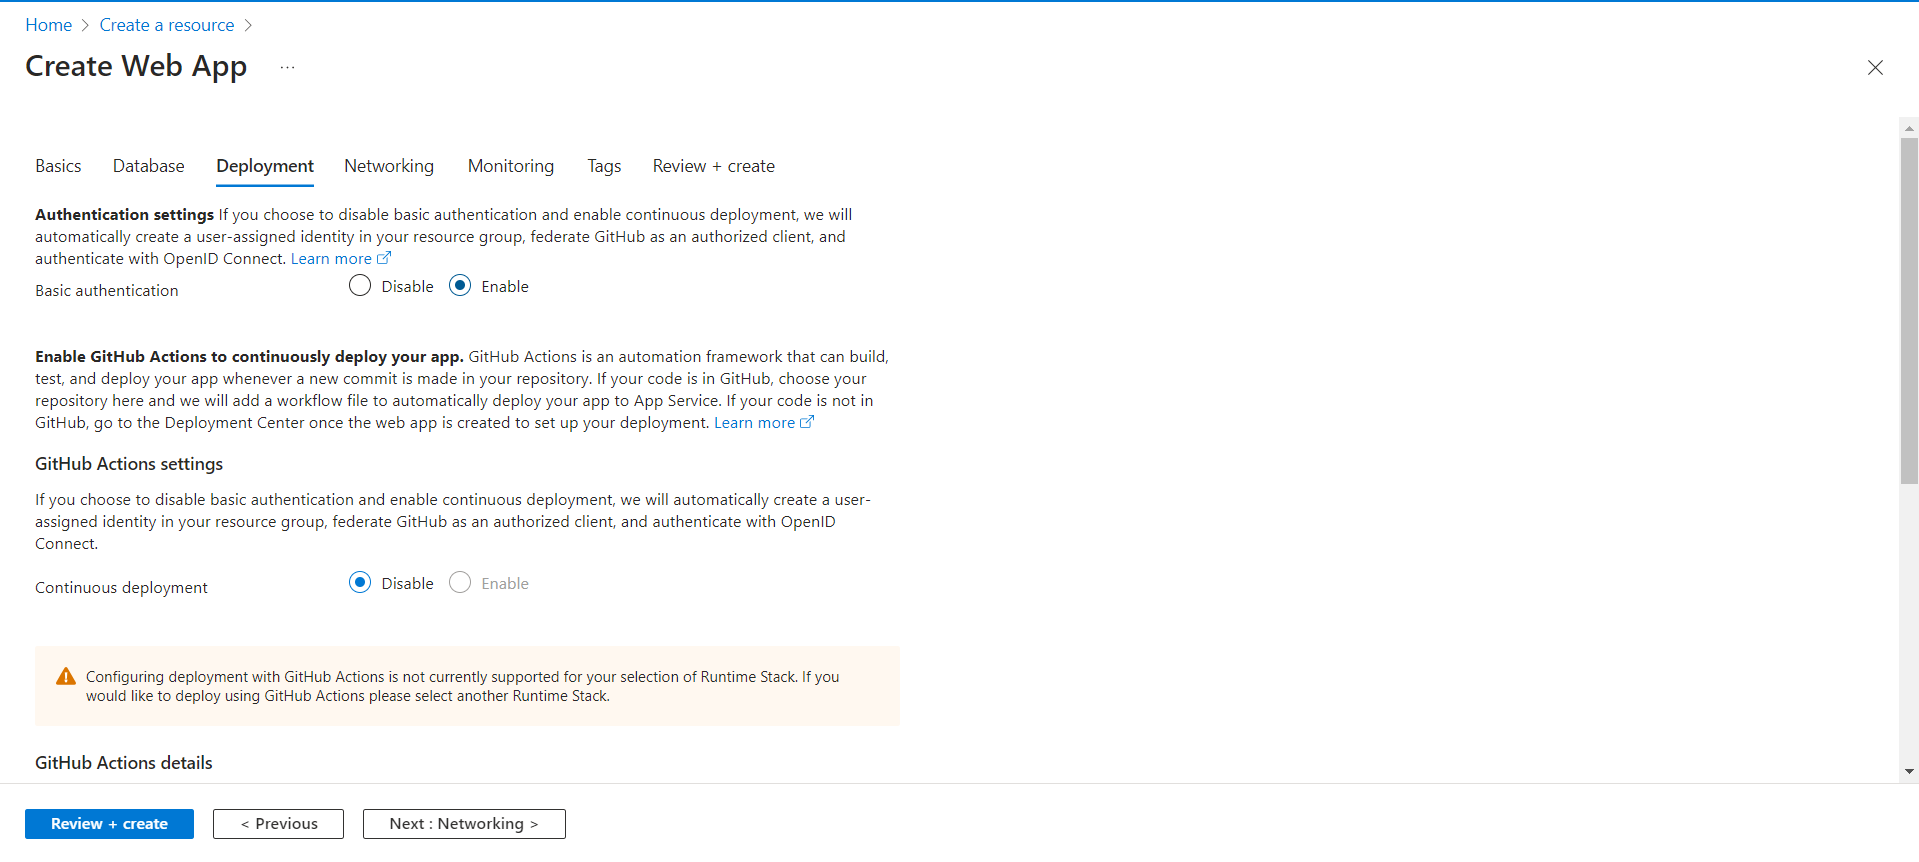 Home > Create a resource >
Create Web App ...
Basics Database Deployment Networking Monitoring Tags Review + create
Authentication settings If you choose to disable basic authentication and enable continuous deployment, we will
automatically create a user-assigned identity in your resource group, federate GitHub as an authorized client, and
authenticate with OpenID Connect. Learn more
Basic authentication Disable Enable
Enable GitHub Actions to continuously deploy your app. GitHub Actions is an automation framework that can build,
test, and deploy your app whenever a new commit is made in your repository. If your code is in GitHub, choose your
repository here and we will add a workflow file to automatically deploy your app to App Service. If your code is not in
GitHub, go to the Deployment Center once the web app is created to set up your deployment. Learn more
GitHub Actions settings
If you choose to disable basic authentication and enable continuous deployment, we will automatically create a user-
assigned identity in your resource group, federate GitHub as an authorized client, and authenticate with OpenID
Connect.
Continuous deployment Disable Enable
Configuring deployment with GitHub Actions is not currently supported for your selection of Runtime Stack. If you
would like to deploy using GitHub Actions please select another Runtime Stack.
GitHub Actions details
Review + create < Previous Next : Networking >